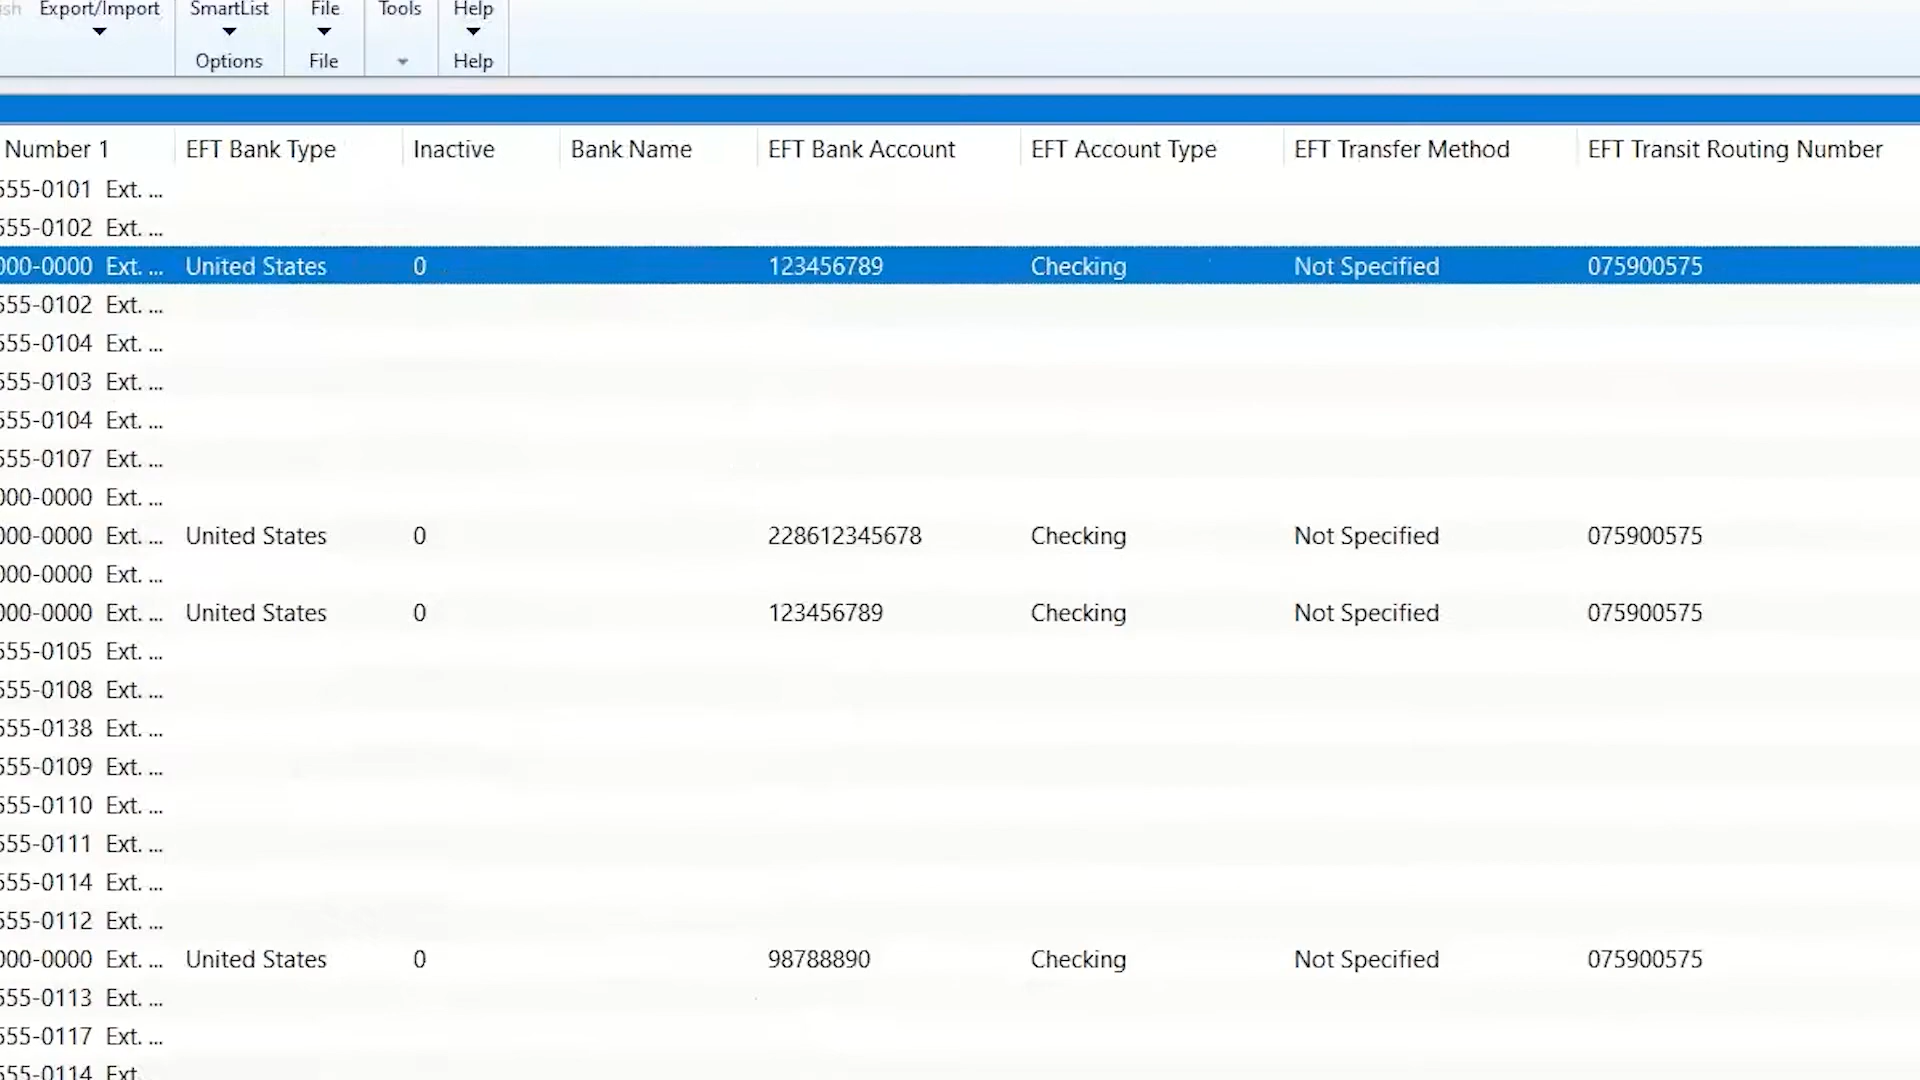 Export/Import SmartList File Tools Help
Options File Help
Number 1 EFT Bank Type Inactive Bank Name EFT Bank Account EFT Account Type EFT Transfer Method EFT Transit Routing Number
555-0101 Ext. ...
555-0102 Ext. ...
000-0000 Ext. ... United States 0 123456789 Checking Not Specified 075900575
555-0102 Ext. ...
555-0104 Ext. ...
555-0103 Ext. ...
555-0104 Ext. ...
555-0107 Ext. ...
000-0000 Ext. ...
000-0000 Ext. ... United States 0 228612345678 Checking Not Specified 075900575
000-0000 Ext. ...
000-0000 Ext. ... United States 0 123456789 Checking Not Specified 075900575
555-0105 Ext. ...
555-0108 Ext. ...
555-0138 Ext. ...
555-0109 Ext. ...
555-0110 Ext. ...
555-0111 Ext. ...
555-0114 Ext. ...
555-0112 Ext. ...
000-0000 Ext. ... United States 0 98788890 Checking Not Specified 075900575
555-0113 Ext. ...
555-0117 Ext. ...
555-0114 Ext.